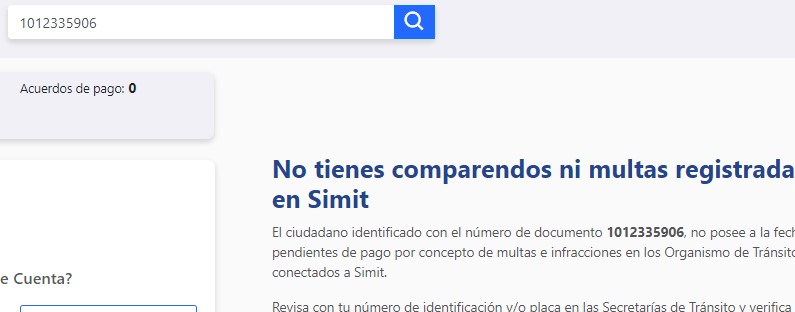 1012335906
Acuerdos de pago: 0
No tienes comparendos ni multas registrada
en Simit
El ciudadano identificado con el número de documento 1012335906, no posee a la fech
pendientes de pago por concepto de multas e infracciones en los Organismo de Tránsito
conectados a Simit.
e Cuenta?
Revisa con tu número de identificación y/o placa en las Secretarías de Tránsito y verifica